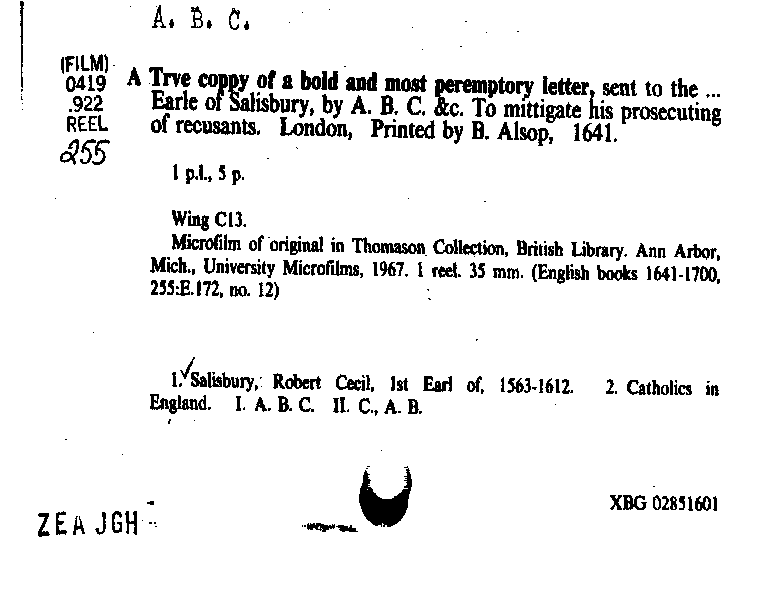 A. B. C.
(FILM)
0419
.922
REEL
255
A Trve coppy of a bold and most peremptory letter, sent to the ...
Earle of Salisbury, by A. B. C. &c. To mittigate his prosecuting
of recusants. London, Printed by B. Alsop, 1641.
1 p.l., 5 p.
Wing C13.
Microfilm of original in Thomason Collection, British Library. Ann Arbor,
Mich., University Microfilms, 1967. 1 reel. 35 mm. (English books 1641-1700,
255:E.172, no. 12)
1. Salisbury, Robert Cecil, 1st Earl of, 1563-1612. 2. Catholics in
England. I. A. B. C. II. C., A. B.
XBG 02851601
ZEA JGH